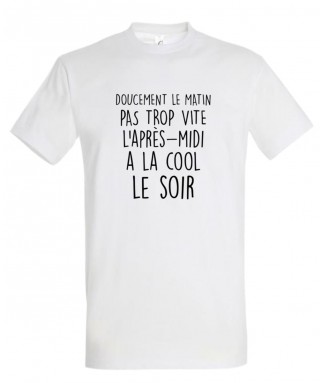 DOUCEMENT LE MATIN
PAS TROP VITE
L'APRÈS-MIDI
A LA COOL
LE SOIR